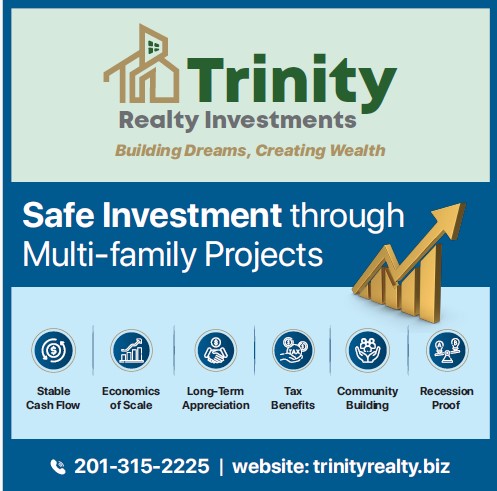 Trinity
Realty Investments
Building Dreams, Creating Wealth
Safe Investment through
Multi-family Projects
Stable
Cash Flow
Economics
of Scale
Long-Term
Appreciation
TAX
Tax
Benefits
Community
Building
A B
Recession
Proof
201-315-2225 | website: trinityrealty.biz